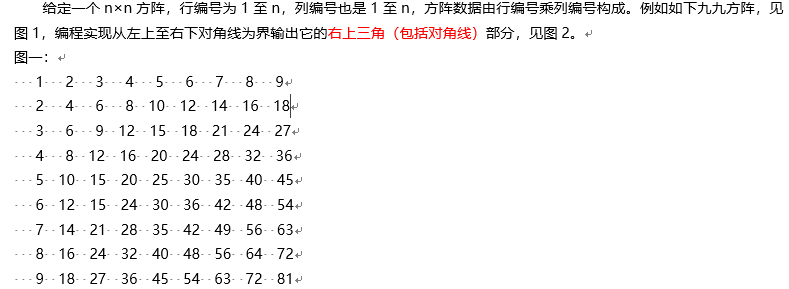 给定一个 n×n 方阵，行编号为 1 至 n，列编号也是 1 至 n，方阵数据由行编号乘列编号构成。例如如下九九方阵，见
图 1，编程实现从左上至右下对角线为界输出它的右上三角（包括对角线）部分，见图 2。
图一：
1 2 3 4 5 6 7 8 9
2 4 6 8 10 12 14 16 18
3 6 9 12 15 18 21 24 27
4 8 12 16 20 24 28 32 36
5 10 15 20 25 30 35 40 45
6 12 15 24 30 36 42 48 54
7 14 21 28 35 42 49 56 63
8 16 24 32 40 48 56 64 72
9 18 27 36 45 54 63 72 81